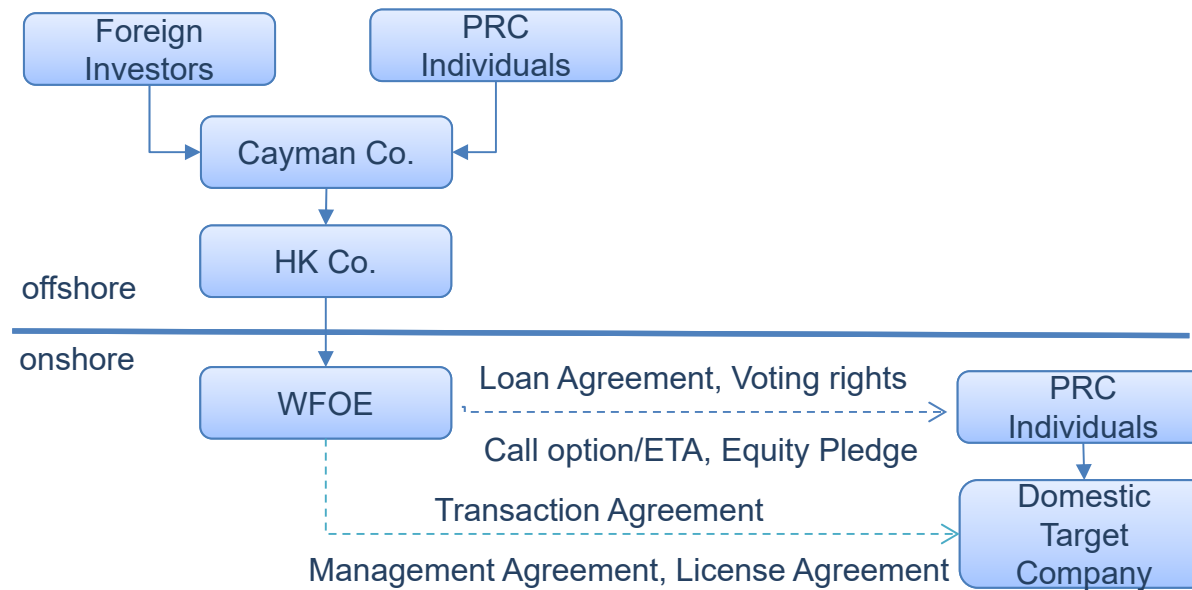 Foreign
Investors
PRC
Individuals
Cayman Co.
HK Co.
offshore
onshore
WFOE
Loan Agreement, Voting rights
Call option/ETA, Equity Pledge
PRC
Individuals
Transaction Agreement
Management Agreement, License Agreement
Domestic
Target
Company